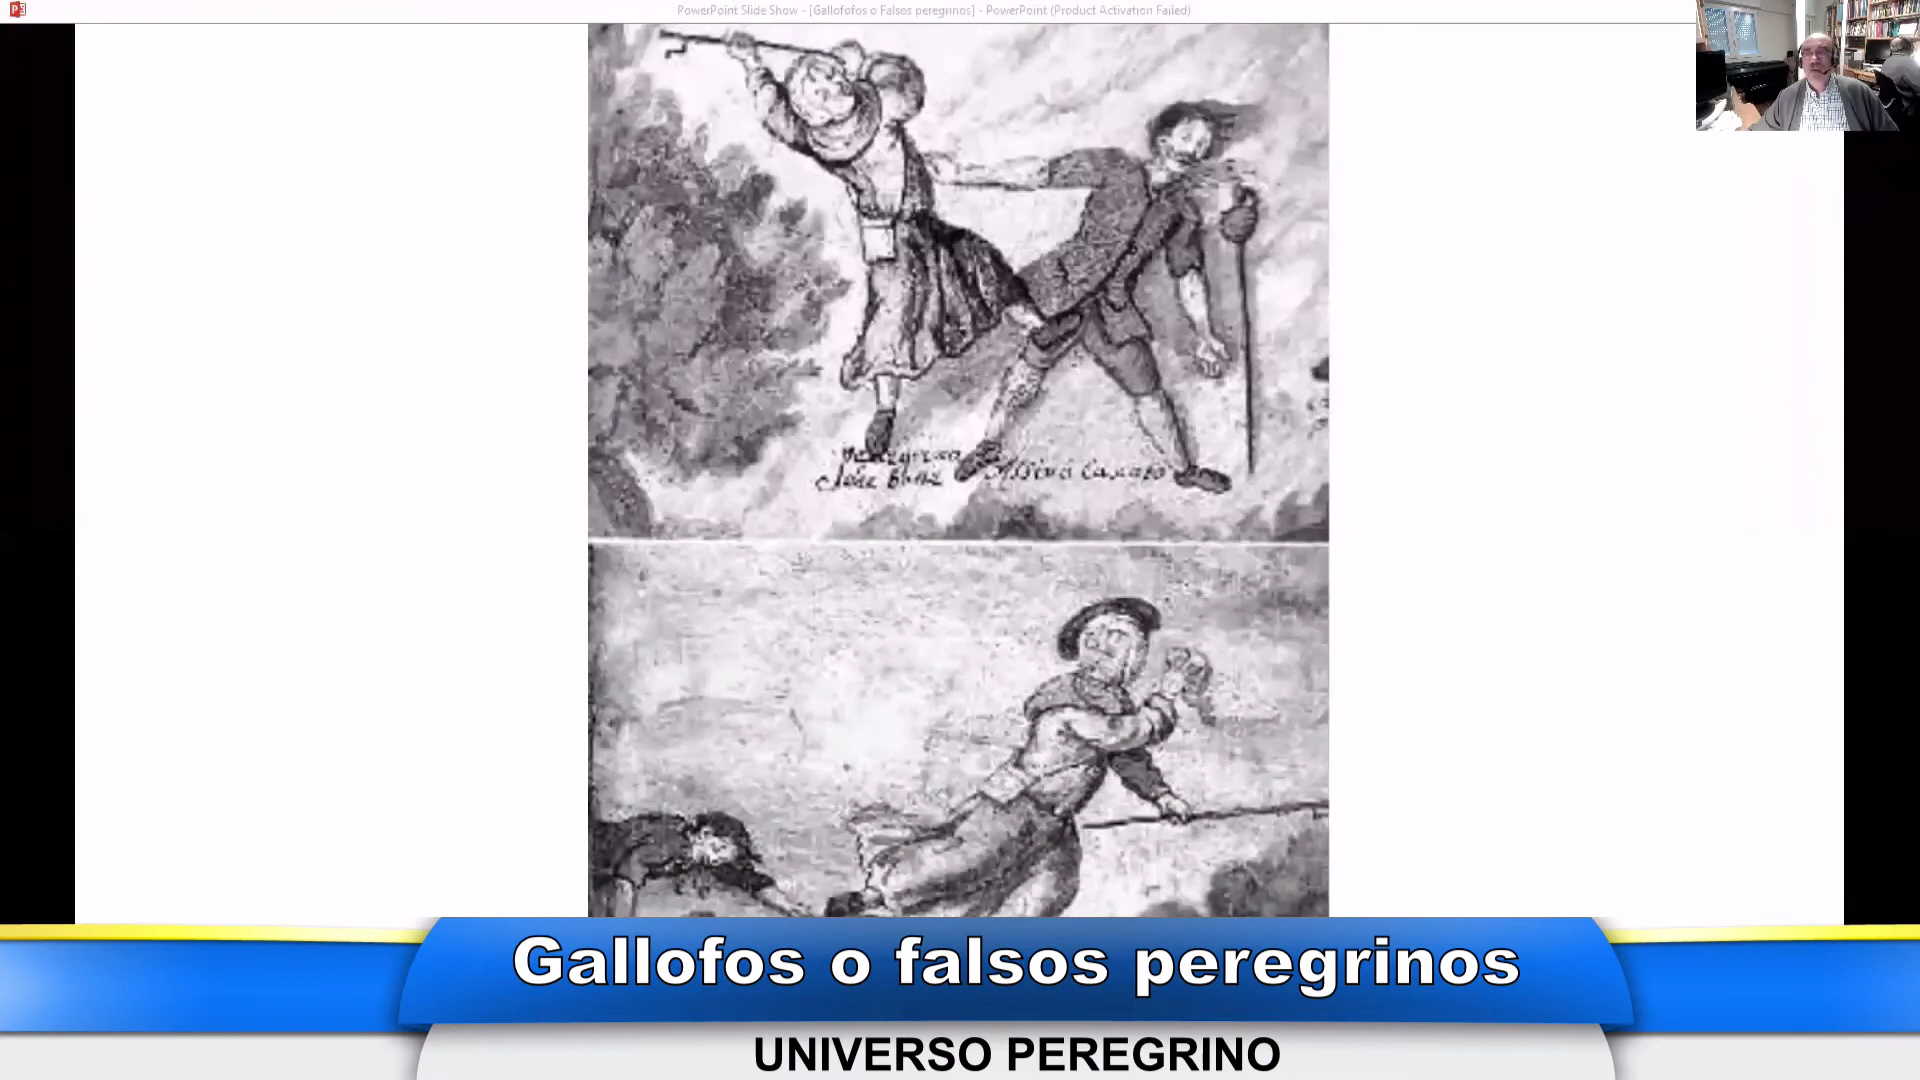 PowerPoint Slide Show - [Gallofofos o Falsos peregrinos] - PowerPoint (Product Activation Failed)
Gallofos o falsos peregrinos
UNIVERSO PEREGRINO